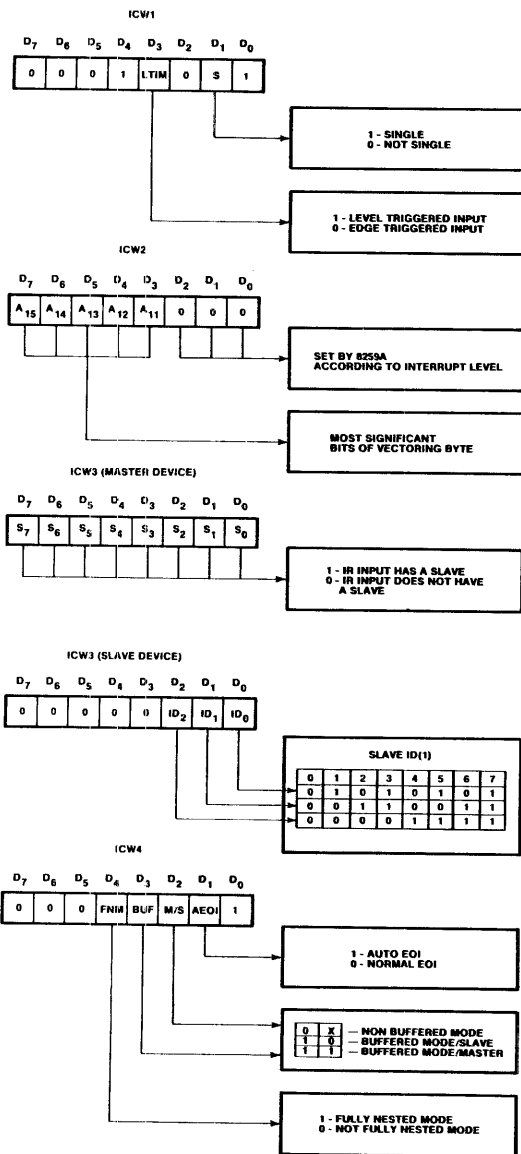 ICW1
D7 D6 D5 D4 D3 D2 D1 D0
0 0 0 1 LTIM 0 S 1
1 - SINGLE
0 - NOT SINGLE
1 - LEVEL TRIGGERED INPUT
0 - EDGE TRIGGERED INPUT
ICW2
D7 D6 D5 D4 D3 D2 D1 D0
A15 A14 A13 A12 A11 0 0 0
SET BY 8259A
ACCORDING TO INTERRUPT LEVEL
MOST SIGNIFICANT
BITS OF VECTORING BYTE
ICW3 (MASTER DEVICE)
D7 D6 D5 D4 D3 D2 D1 D0
S7 S6 S5 S4 S3 S2 S1 S0
1 - IR INPUT HAS A SLAVE
0 - IR INPUT DOES NOT HAVE
A SLAVE
ICW3 (SLAVE DEVICE)
D7 D6 D5 D4 D3 D2 D1 D0
0 0 0 0 0 ID2 ID1 ID0
SLAVE ID(1)
0 1 2 3 4 5 6 7
0 1 0 1 0 1 0 1
0 0 1 1 0 0 1 1
0 0 0 0 1 1 1 1
ICW4
D7 D6 D5 D4 D3 D2 D1 D0
0 0 0 FNM BUF M/S AEOI 1
1 - AUTO EOI
0 - NORMAL EOI
0 X — NON BUFFERED MODE
1 0 — BUFFERED MODE/SLAVE
1 1 — BUFFERED MODE/MASTER
1 - FULLY NESTED MODE
0 - NOT FULLY NESTED MODE